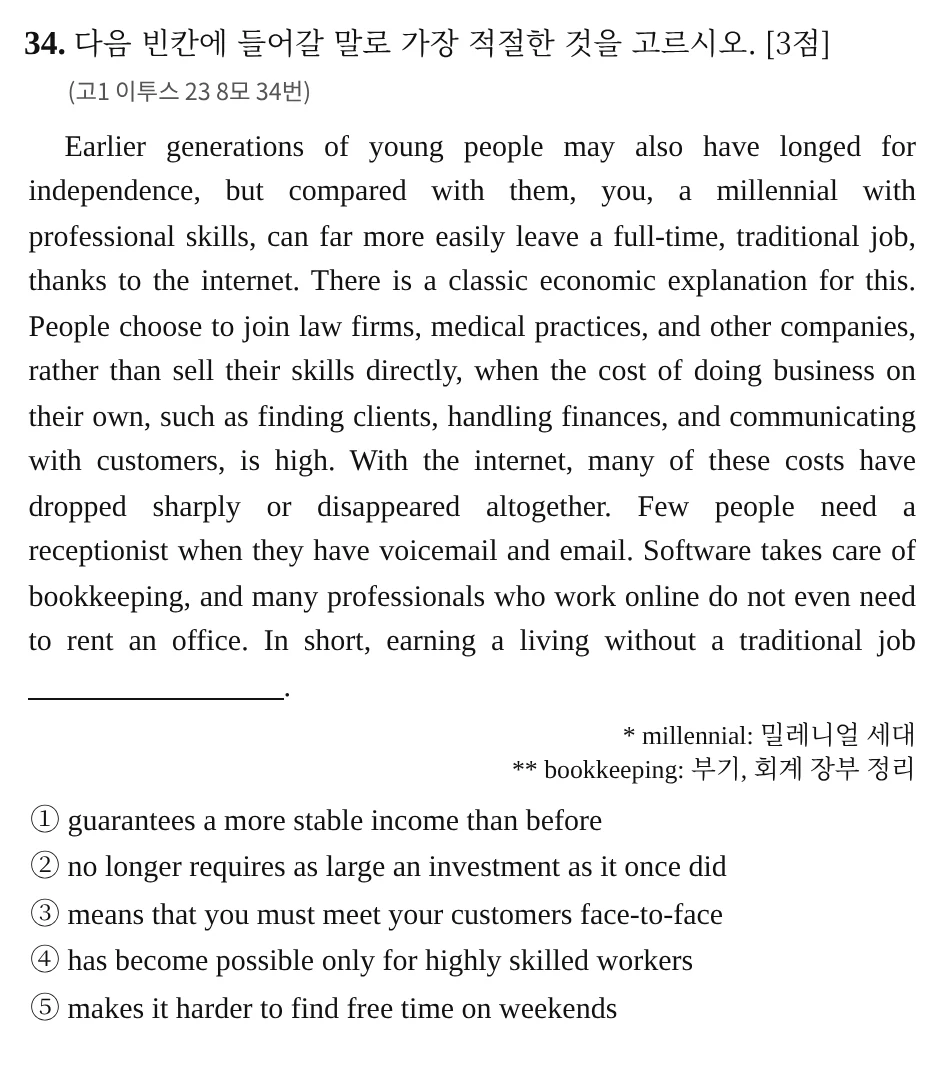 34. 다음 빈칸에 들어갈 말로 가장 적절한 것을 고르시오. [3점]
(고1 이투스 23 8모 34번)
Earlier generations of young people may also have longed for
independence, but compared with them, you, a millennial with
professional skills, can far more easily leave a full-time, traditional job,
thanks to the internet. There is a classic economic explanation for this.
People choose to join law firms, medical practices, and other companies,
rather than sell their skills directly, when the cost of doing business on
their own, such as finding clients, handling finances, and communicating
with customers, is high. With the internet, many of these costs have
dropped sharply or disappeared altogether. Few people need a
receptionist when they have voicemail and email. Software takes care of
bookkeeping, and many professionals who work online do not even need
to rent an office. In short, earning a living without a traditional job
_________________.
* millennial: 밀레니얼 세대
** bookkeeping: 부기, 회계 장부 정리
① guarantees a more stable income than before
② no longer requires as large an investment as it once did
③ means that you must meet your customers face-to-face
④ has become possible only for highly skilled workers
⑤ makes it harder to find free time on weekends